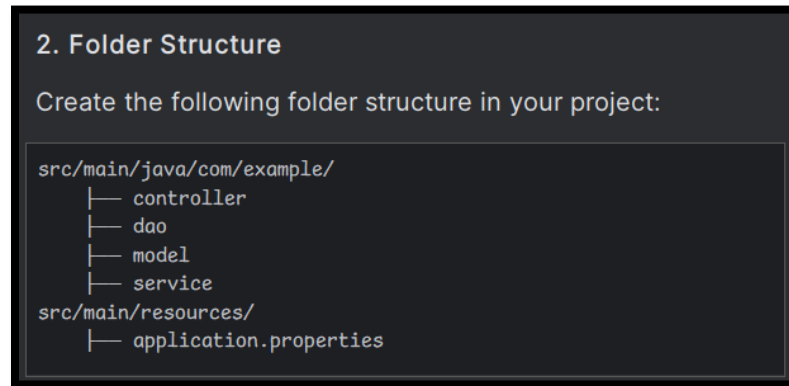 2. Folder Structure
Create the following folder structure in your project:
src/main/java/com/example/
├── controller
├── dao
├── model
├── service
src/main/resources/
├── application.properties